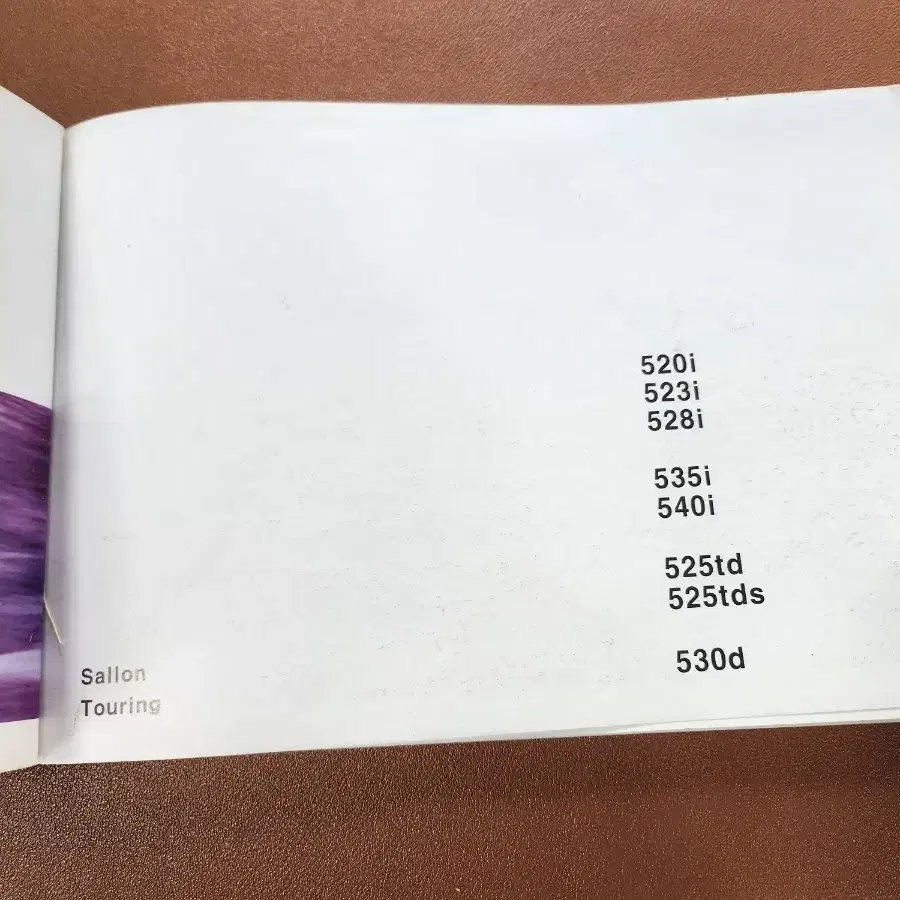 520i
523i
528i
535i
540i
525td
525tds
530d
Sallon
Touring